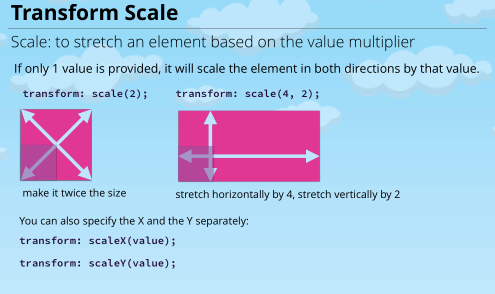 Transform Scale
Scale: to stretch an element based on the value multiplier
If only 1 value is provided, it will scale the element in both directions by that value.
transform: scale(2);
transform: scale(4, 2);
make it twice the size
stretch horizontally by 4, stretch vertically by 2
You can also specify the X and the Y separately:
transform: scaleX(value);
transform: scaleY(value);